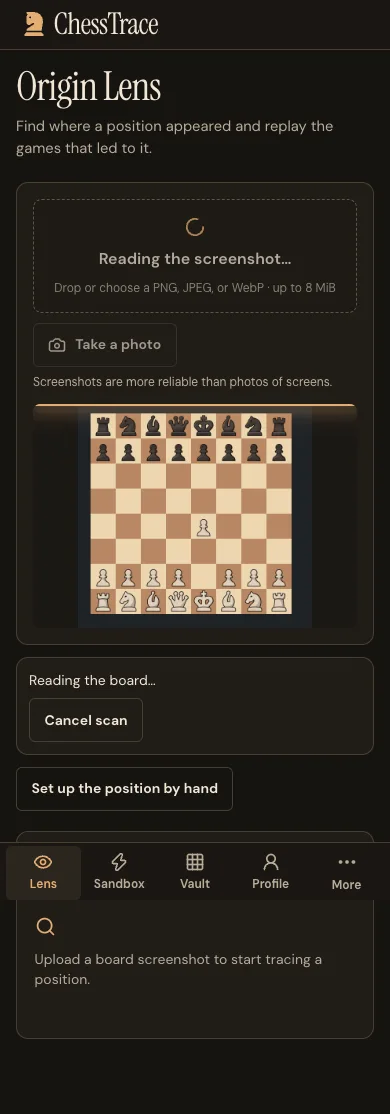 ChessTrace
Origin Lens
Find where a position appeared and replay the
games that led to it.
Reading the screenshot…
Drop or choose a PNG, JPEG, or WebP · up to 8 MiB
Take a photo
Screenshots are more reliable than photos of screens.
Reading the board…
Cancel scan
Set up the position by hand
Lens
Sandbox
Vault
Profile
More
Upload a board screenshot to start tracing a
position.